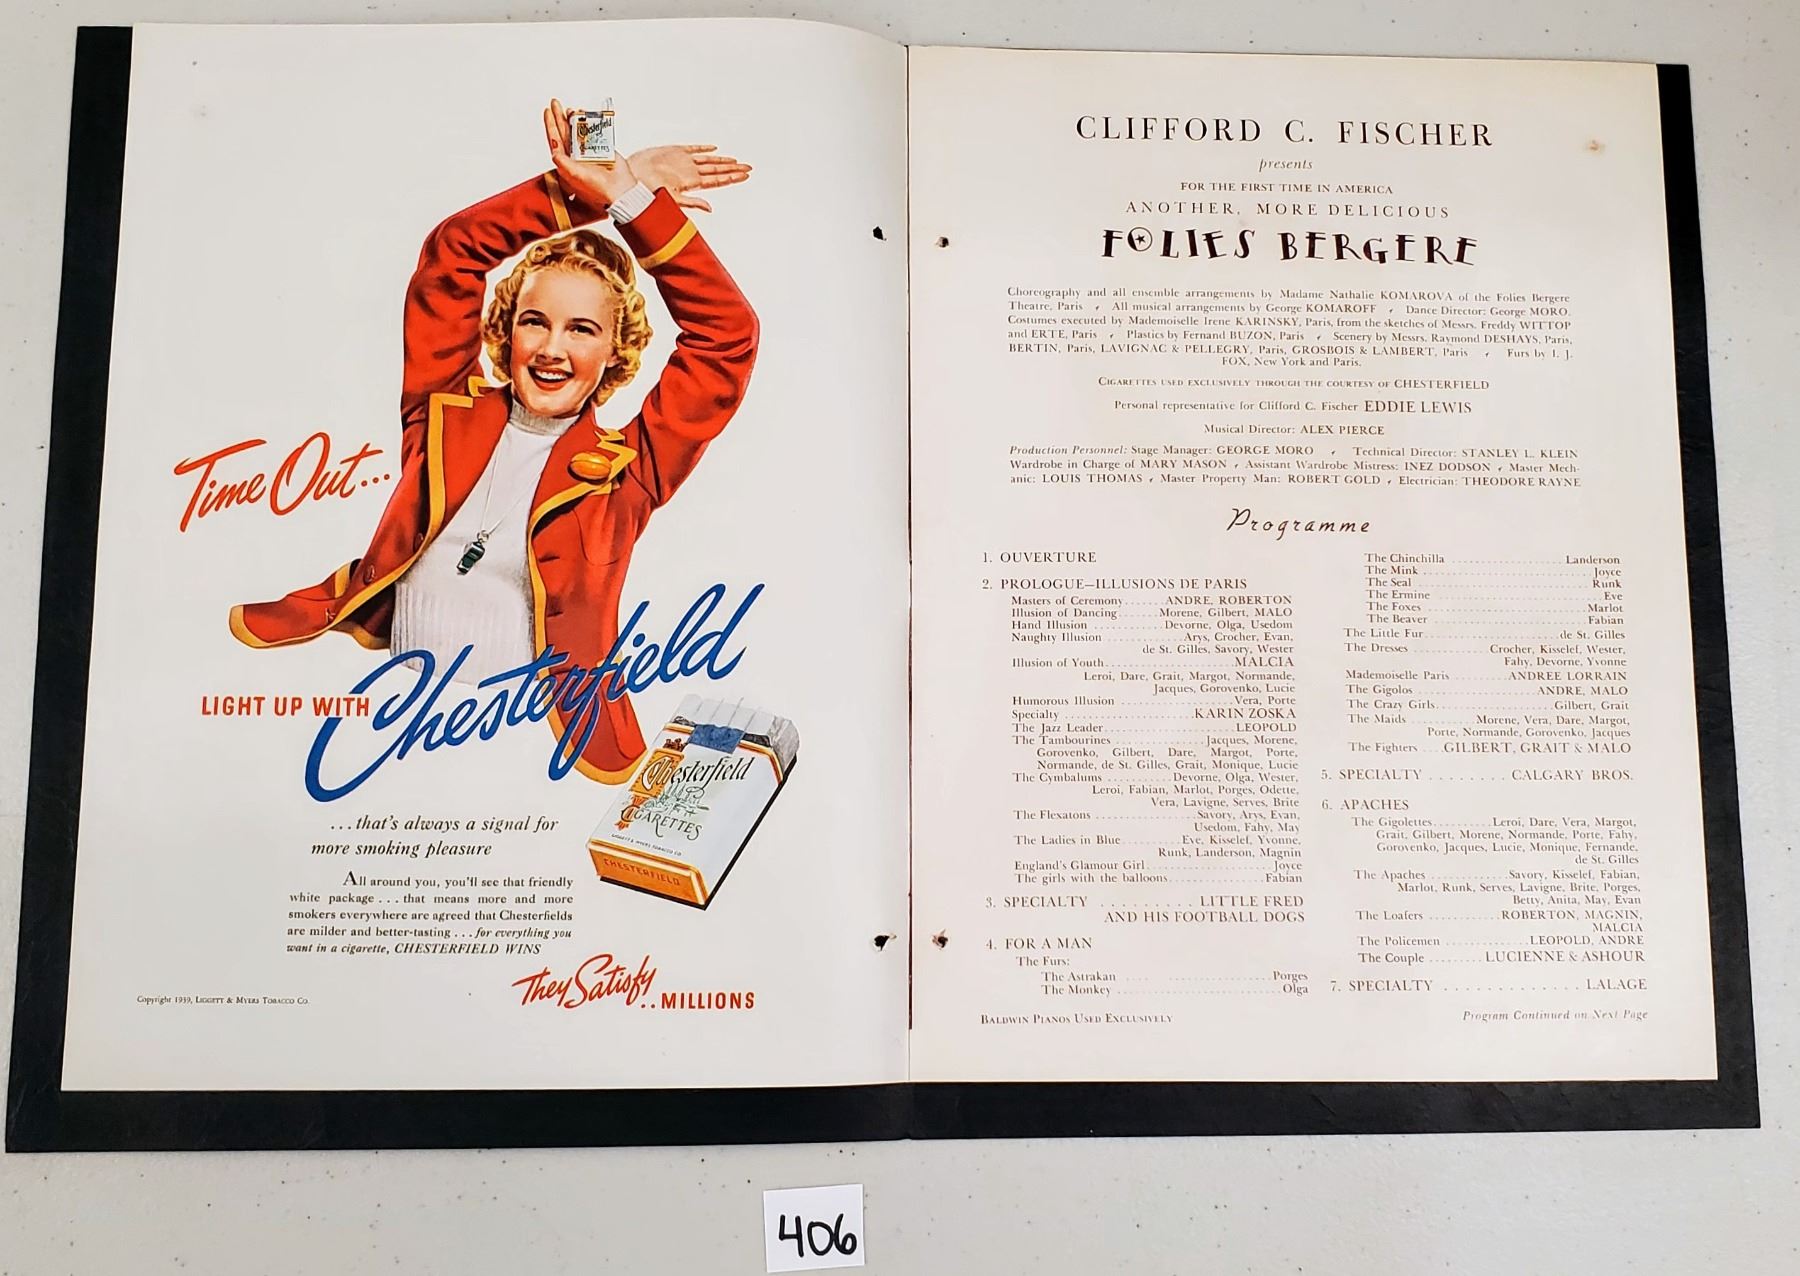 Chesterfield
CIGARETTES
Time Out...
LIGHT UP WITH
Chesterfield
...that's always a signal for
more smoking pleasure
All around you, you'll see that friendly
white package . . . that means more and more
smokers everywhere are agreed that Chesterfields
are milder and better-tasting . . . for everything you
want in a cigarette, CHESTERFIELD WINS
They Satisfy
..MILLIONS
Copyright 1939, LIGGETT & MYERS TOBACCO CO.
Chesterfield
CIGARETTES
LIGGETT & MYERS TOBACCO CO.
CHESTERFIELD
CLIFFORD C. FISCHER
presents
FOR THE FIRST TIME IN AMERICA
ANOTHER, MORE DELICIOUS
FOLIES BERGERE
Choreography and all ensemble arrangements by Madame Nathalie KOMAROVA of the Folies Bergere
Theatre, Paris , All musical arrangements by George KOMAROFF , Dance Director: George MORO.
Costumes executed by Mademoiselle Irene KARINSKY, Paris, from the sketches of Messrs. Freddy WITTOP
and ERTE, Paris , Plastics by Fernand BUZON, Paris , Scenery by Messrs. Raymond DESHAYS, Paris,
BERTIN, Paris, LAVIGNAC & PELLEGRY, Paris, GROSBOIS & LAMBERT, Paris , Furs by I. J.
FOX, New York and Paris.
CIGARETTES USED EXCLUSIVELY THROUGH THE COURTESY OF CHESTERFIELD
Personal representative for Clifford C. Fischer EDDIE LEWIS
Musical Director: ALEX PIERCE
Production Personnel: Stage Manager: GEORGE MORO , Technical Director: STANLEY L. KLEIN
Wardrobe in Charge of MARY MASON , Assistant Wardrobe Mistress: INEZ DODSON , Master Mech-
anic: LOUIS THOMAS , Master Property Man: ROBERT GOLD , Electrician: THEODORE RAYNE
Programme
1. OUVERTURE
2. PROLOGUE—ILLUSIONS DE PARIS
Masters of Ceremony . . . . . . ANDRE, ROBERTON
Illusion of Dancing . . . . . . Morene, Gilbert, MALO
Hand Illusion . . . . . . . . . . Devorne, Olga, Usedom
Naughty Illusion . . . . . . . . . . . Arys, Crocher, Evan,
de St. Gilles, Savory, Wester
Illusion of Youth . . . . . . . . . . . . . . . . . . MALCIA
Leroi, Dare, Grait, Margot, Normande,
Jacques, Gorovenko, Lucie
Humorous Illusion . . . . . . . . . . . . . . . . Vera, Porte
Specialty . . . . . . . . . . . . . . . . . . KARIN ZOSKA
The Jazz Leader . . . . . . . . . . . . . . . . . . LEOPOLD
The Tambourines . . . . . . . . . . . . . Jacques, Morene,
Gorovenko, Gilbert, Dare, Margot, Porte,
Normande, de St. Gilles, Grait, Monique, Lucie
The Cymbalums . . . . . . . . . . Devorne, Olga, Wester,
Leroi, Fabian, Marlot, Porges, Odette,
Vera, Lavigne, Serves, Brite
The Flexatons . . . . . . . . . . . . . . Savory, Arys, Evan,
Usedom, Fahy, May
The Ladies in Blue . . . . . . . . . Eve, Kisselef, Yvonne,
Runk, Landerson, Magnin
England's Glamour Girl . . . . . . . . . . . . . . . . Joyce
The girls with the balloons . . . . . . . . . . . . . Fabian
3. SPECIALTY . . . . . . . . . LITTLE FRED
AND HIS FOOTBALL DOGS
4. FOR A MAN
The Furs:
The Astrakan . . . . . . . . . . . . . . . . . . . Porges
The Monkey . . . . . . . . . . . . . . . . . . . . . Olga
BALDWIN PIANOS USED EXCLUSIVELY
The Chinchilla . . . . . . . . . . . . . . . Landerson
The Mink . . . . . . . . . . . . . . . . . . . . . . Joyce
The Seal . . . . . . . . . . . . . . . . . . . . . . Runk
The Ermine . . . . . . . . . . . . . . . . . . . . . . Eve
The Foxes . . . . . . . . . . . . . . . . . . . . . Marlot
The Beaver . . . . . . . . . . . . . . . . . . . . Fabian
The Little Fur . . . . . . . . . . . . . . . . . de St. Gilles
The Dresses . . . . . . . . . . . Crocher, Kisselef, Wester,
Fahy, Devorne, Yvonne
Mademoiselle Paris . . . . . . . . . ANDREE LORRAIN
The Gigolos . . . . . . . . . . . . . . . . . ANDRE, MALO
The Crazy Girls . . . . . . . . . . . . . . . . Gilbert, Grait
The Maids . . . . . . . . . . Morene, Vera, Dare, Margot,
Porte, Normande, Gorovenko, Jacques
The Fighters . . . . GILBERT, GRAIT & MALO
5. SPECIALTY . . . . . . . . CALGARY BROS.
6. APACHES
The Gigolettes . . . . . . . . Leroi, Dare, Vera, Margot,
Grait, Gilbert, Morene, Normande, Porte, Fahy,
Gorovenko, Jacques, Lucie, Monique, Fernande,
de St. Gilles
The Apaches . . . . . . . . . . . Savory, Kisselef, Fabian,
Marlot, Runk, Serves, Lavigne, Brite, Porges,
Betty, Anita, May, Evan
The Loafers . . . . . . . . . . . ROBERTON, MAGNIN,
MALCIA
The Policemen . . . . . . . . . . . . . LEOPOLD, ANDRE
The Couple . . . . . . . . LUCIENNE & ASHOUR
7. SPECIALTY . . . . . . . . . . . . . LALAGE
Program Continued on Next Page
406